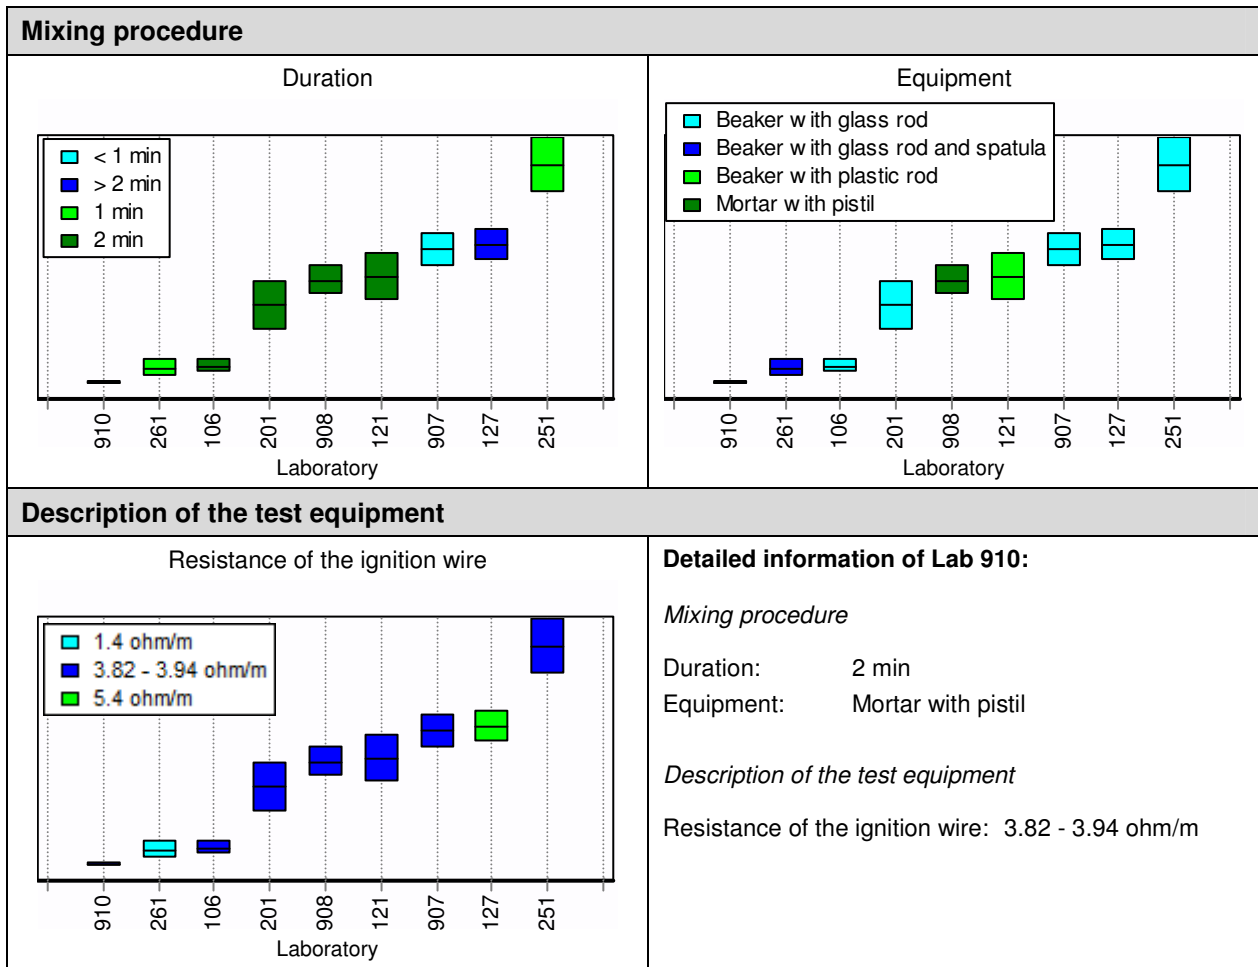 Mixing procedure
Duration
< 1 min
> 2 min
1 min
2 min
910 261 106 201 908 121 907 127 251
Laboratory
Equipment
Beaker with glass rod
Beaker with glass rod and spatula
Beaker with plastic rod
Mortar with pistil
910 261 106 201 908 121 907 127 251
Laboratory
Description of the test equipment
Resistance of the ignition wire
1.4 ohm/m
3.82 - 3.94 ohm/m
5.4 ohm/m
910 261 106 201 908 121 907 127 251
Laboratory
Detailed information of Lab 910:
Mixing procedure
Duration: 2 min
Equipment: Mortar with pistil
Description of the test equipment
Resistance of the ignition wire: 3.82 - 3.94 ohm/m